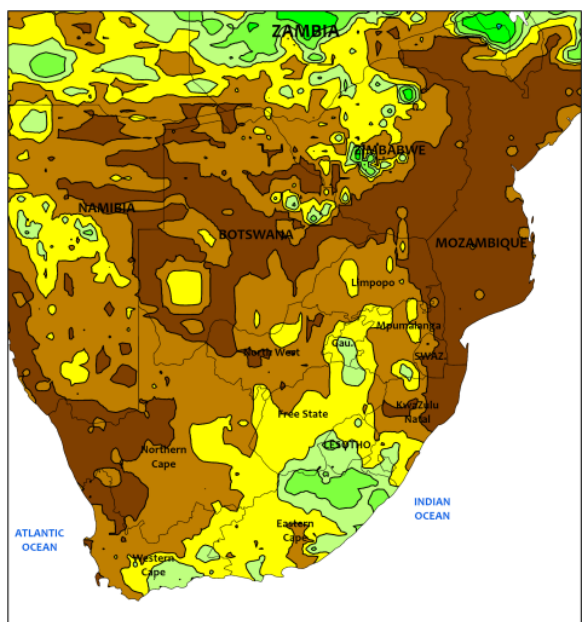 ZAMBIA
ZIMBABWE
NAMIBIA
BOTSWANA
MOZAMBIQUE
Limpopo
Mpumalanga
Gau.
North West
SWAZ.
KwaZulu
Natal
Free State
LESOTHO
Northern
Cape
INDIAN
OCEAN
Eastern
Cape
ATLANTIC
OCEAN
Western
Cape